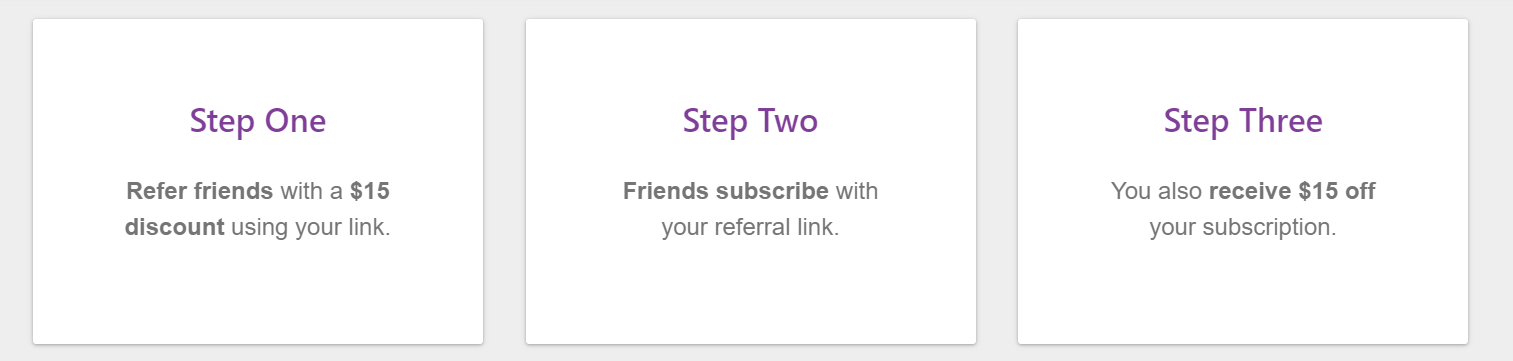 Step One
Refer friends with a $15
discount using your link.
Step Two
Friends subscribe with
your referral link.
Step Three
You also receive $15 off
your subscription.